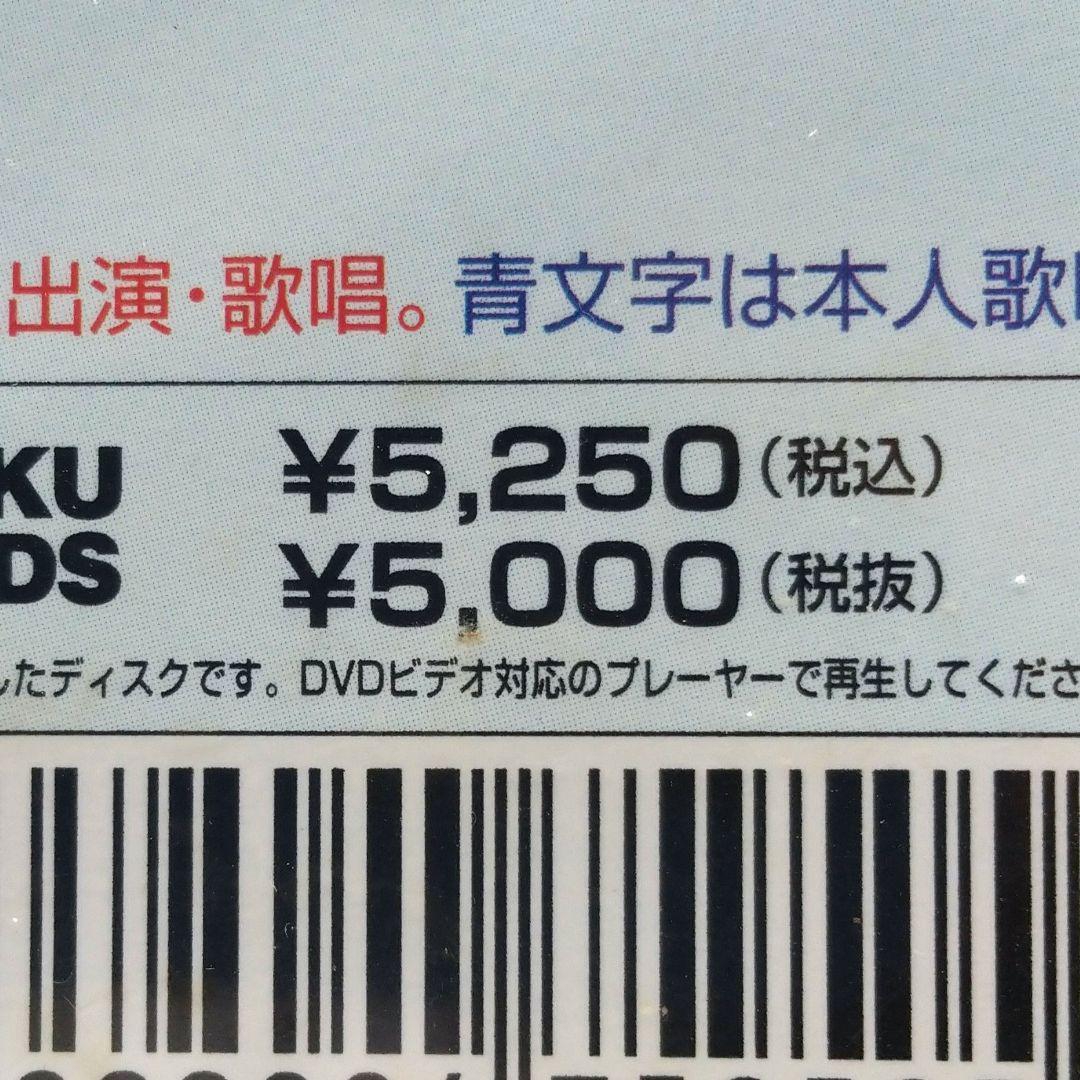 出演・歌唱。青文字は本人歌
KU ¥5,250(税込)
DS ¥5,000(税抜)
したディスクです。DVDビデオ対応のプレーヤーで再生してくださ